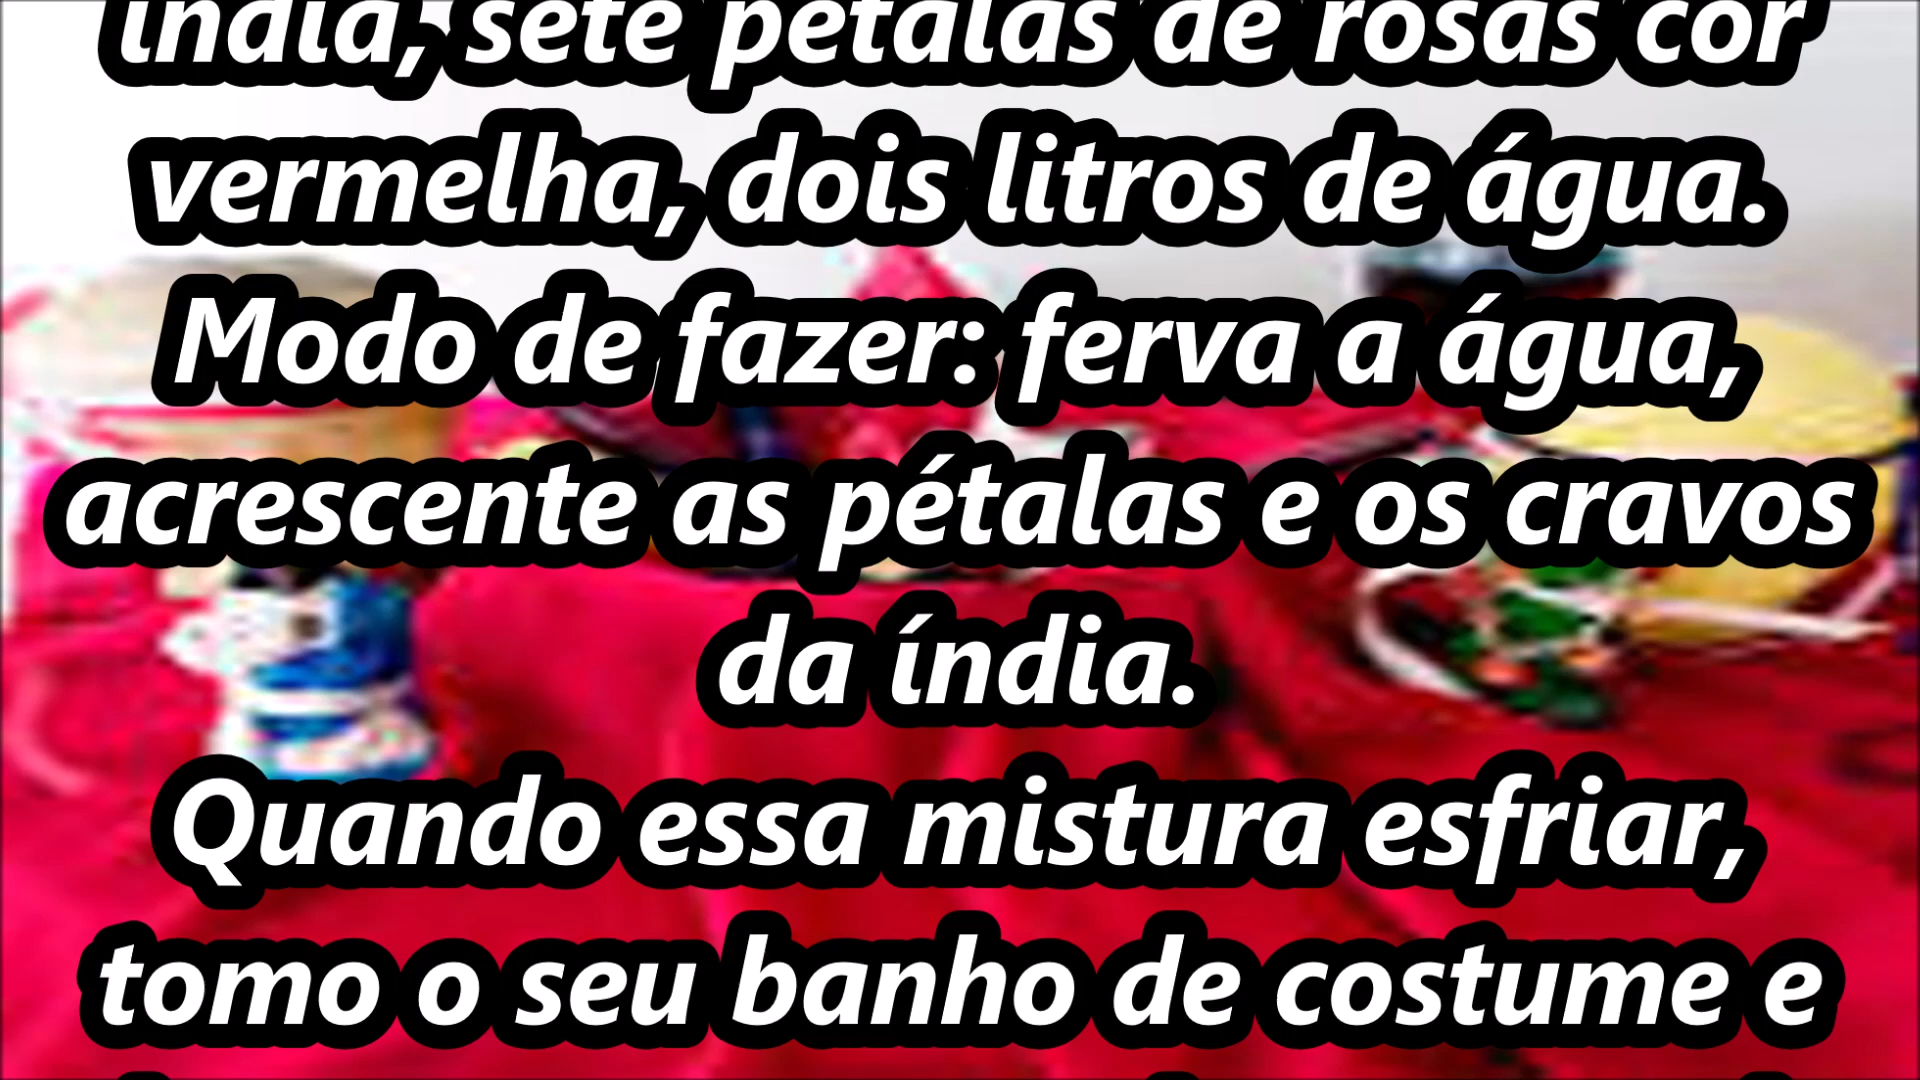 índia, sete pétalas de rosas cor
vermelha, dois litros de água.
Modo de fazer: ferva a água,
acrescente as pétalas e os cravos
da índia.
Quando essa mistura esfriar,
tomo o seu banho de costume e